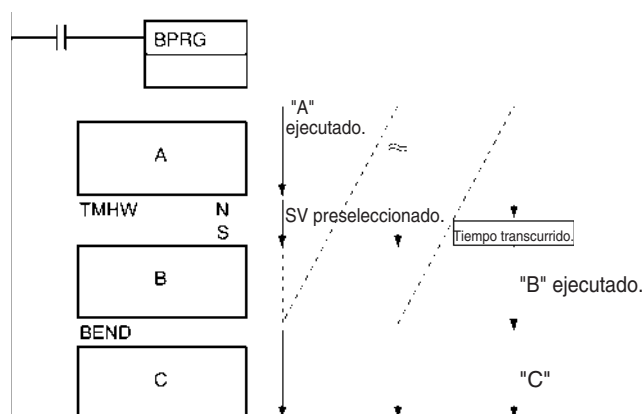 BPRG
"A"
ejecutado.
A
TMHW N
S
SV preseleccionado.
Tiempo transcurrido.
B
"B" ejecutado.
BEND
C
"C"